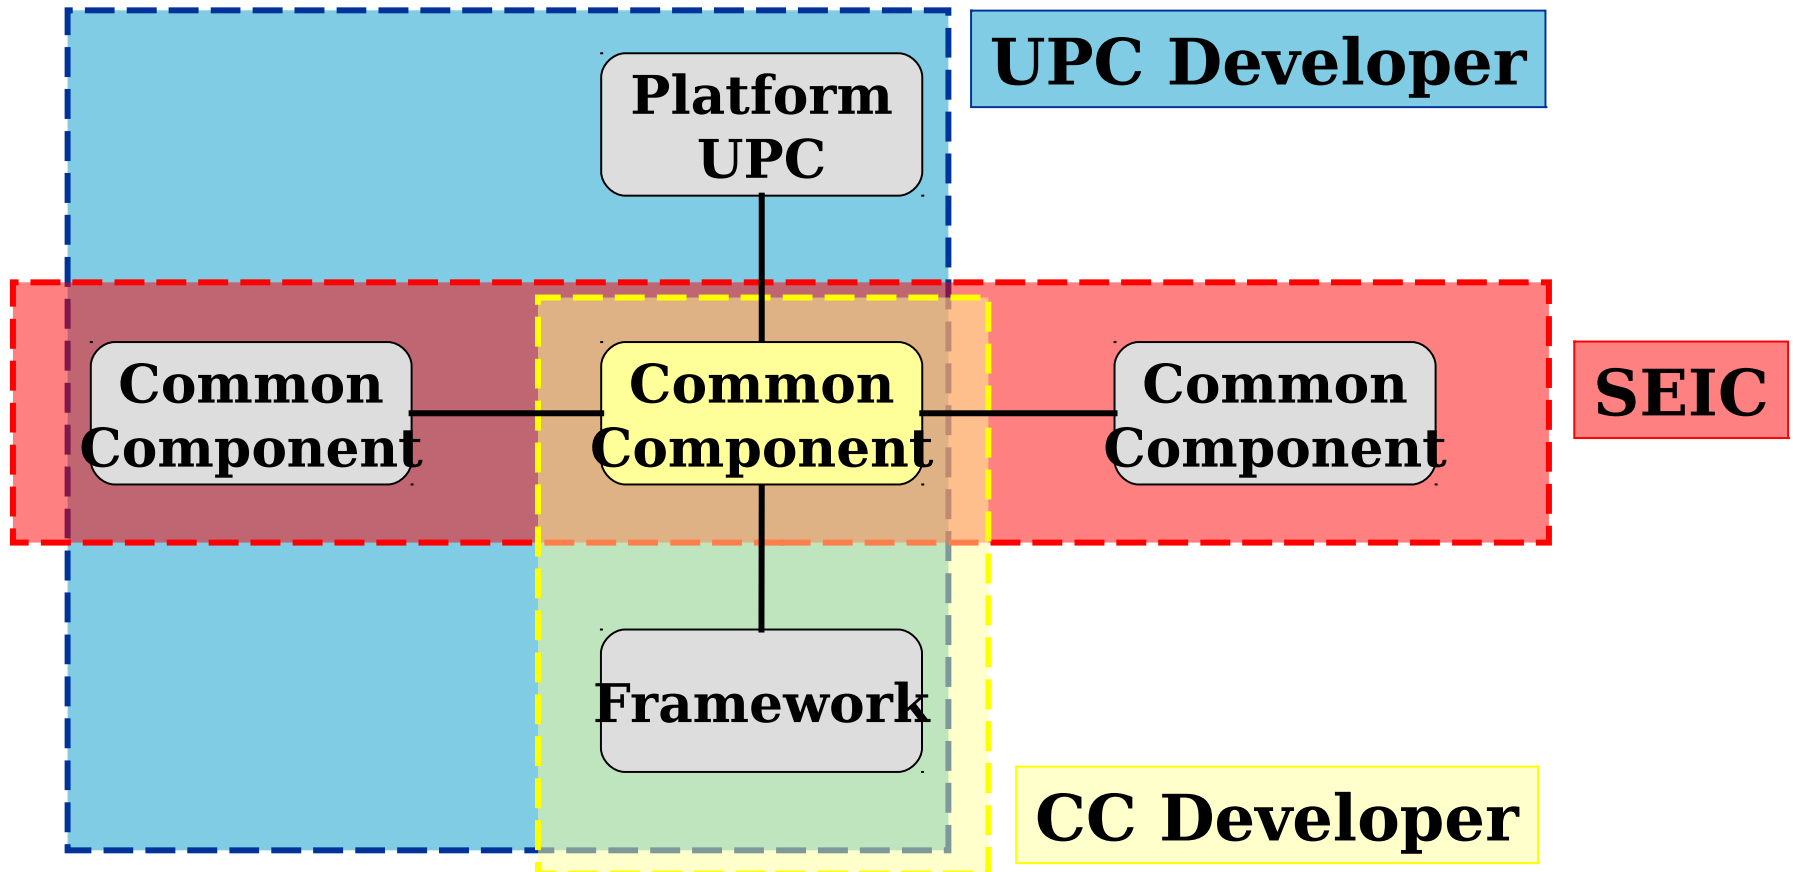 UPC Developer
Platform
UPC
Common
Component
Common
Component
Common
Component
SEIC
Framework
CC Developer